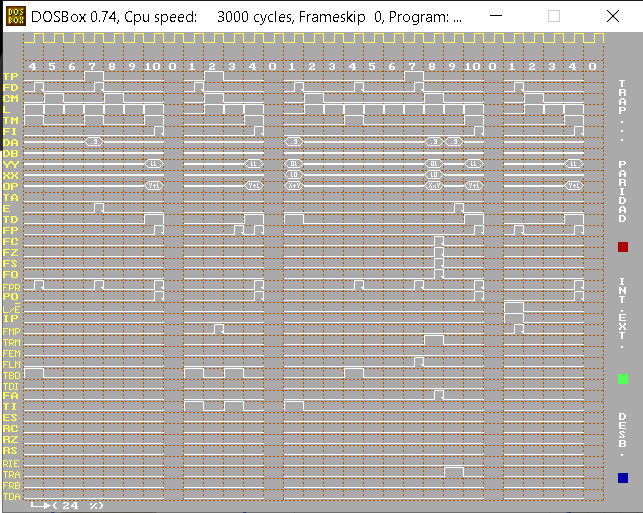 DOSBox 0.74, Cpu speed: 3000 cycles, Frameskip 0, Program: ...
4 5 6 7 8 9 10 0 1 2 3 4 0 1 2 3 4 5 6 7 8 9 10 0 1 2 3 4 0
TP
FD
CM
L
TM
FI
DA
DB
YY
XX
OP
TA
E
TD
FP
FC
FZ
FS
FO
FPR
PO
L/E
IP
FMP
TRM
FEM
FLM
TBD
TDI
FA
TI
ES
RC
RZ
RS
RIE
TRA
FRB
TDA
(24 %)
TRAP...
PARIDAD
INT.EXT.
DESB.